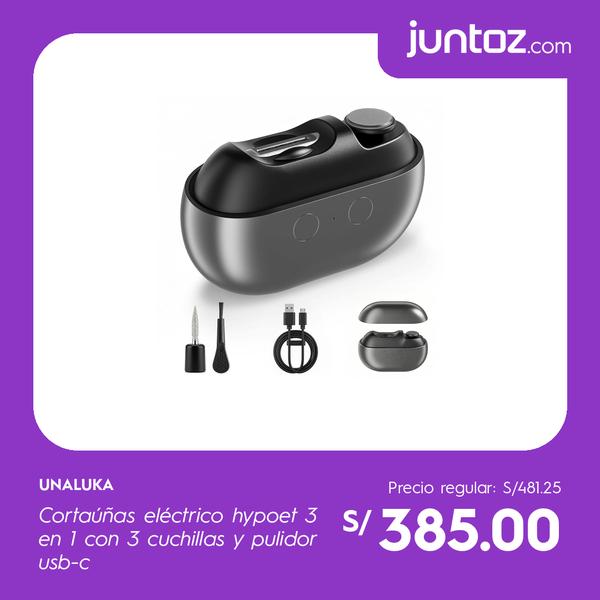 juntoz.com
UNALUKA
Cortaúñas eléctrico hypoet 3
en 1 con 3 cuchillas y pulidor
usb-c
Precio regular: S/481.25
S/ 385.00